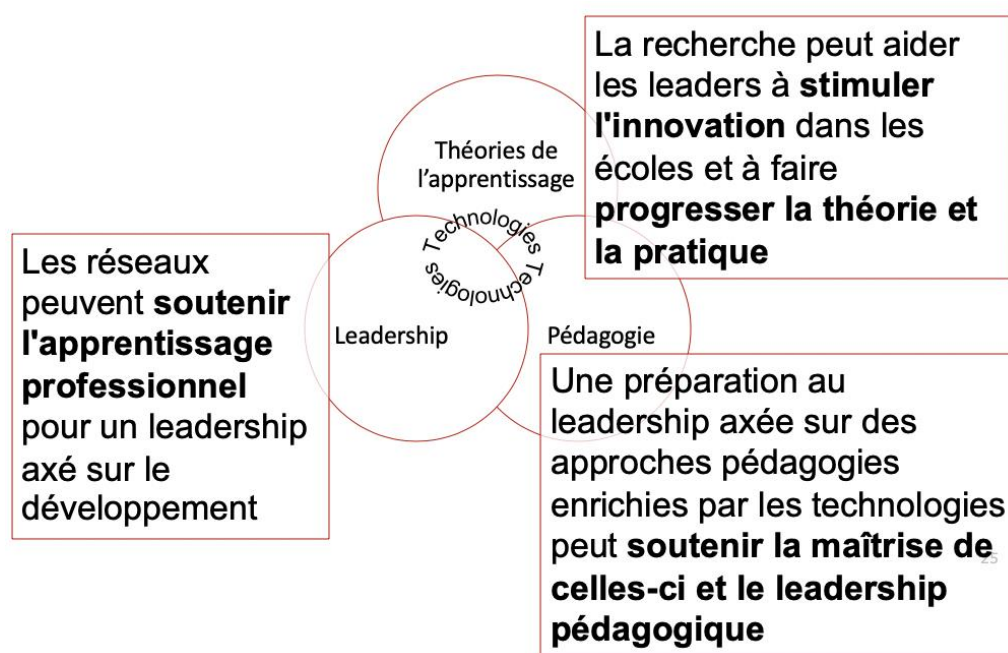 La recherche peut aider
les leaders à stimuler
l'innovation dans les
écoles et à faire
progresser la théorie et
la pratique
Théories de
l'apprentissage
Technologies Technologies
Les réseaux
peuvent soutenir
l'apprentissage
professionnel
pour un leadership
axé sur le
développement
Leadership
Pédagogie
Une préparation au
leadership axée sur des
approches pédagogies
enrichies par les technologies
peut soutenir la maîtrise de
celles-ci et le leadership
pédagogique
25